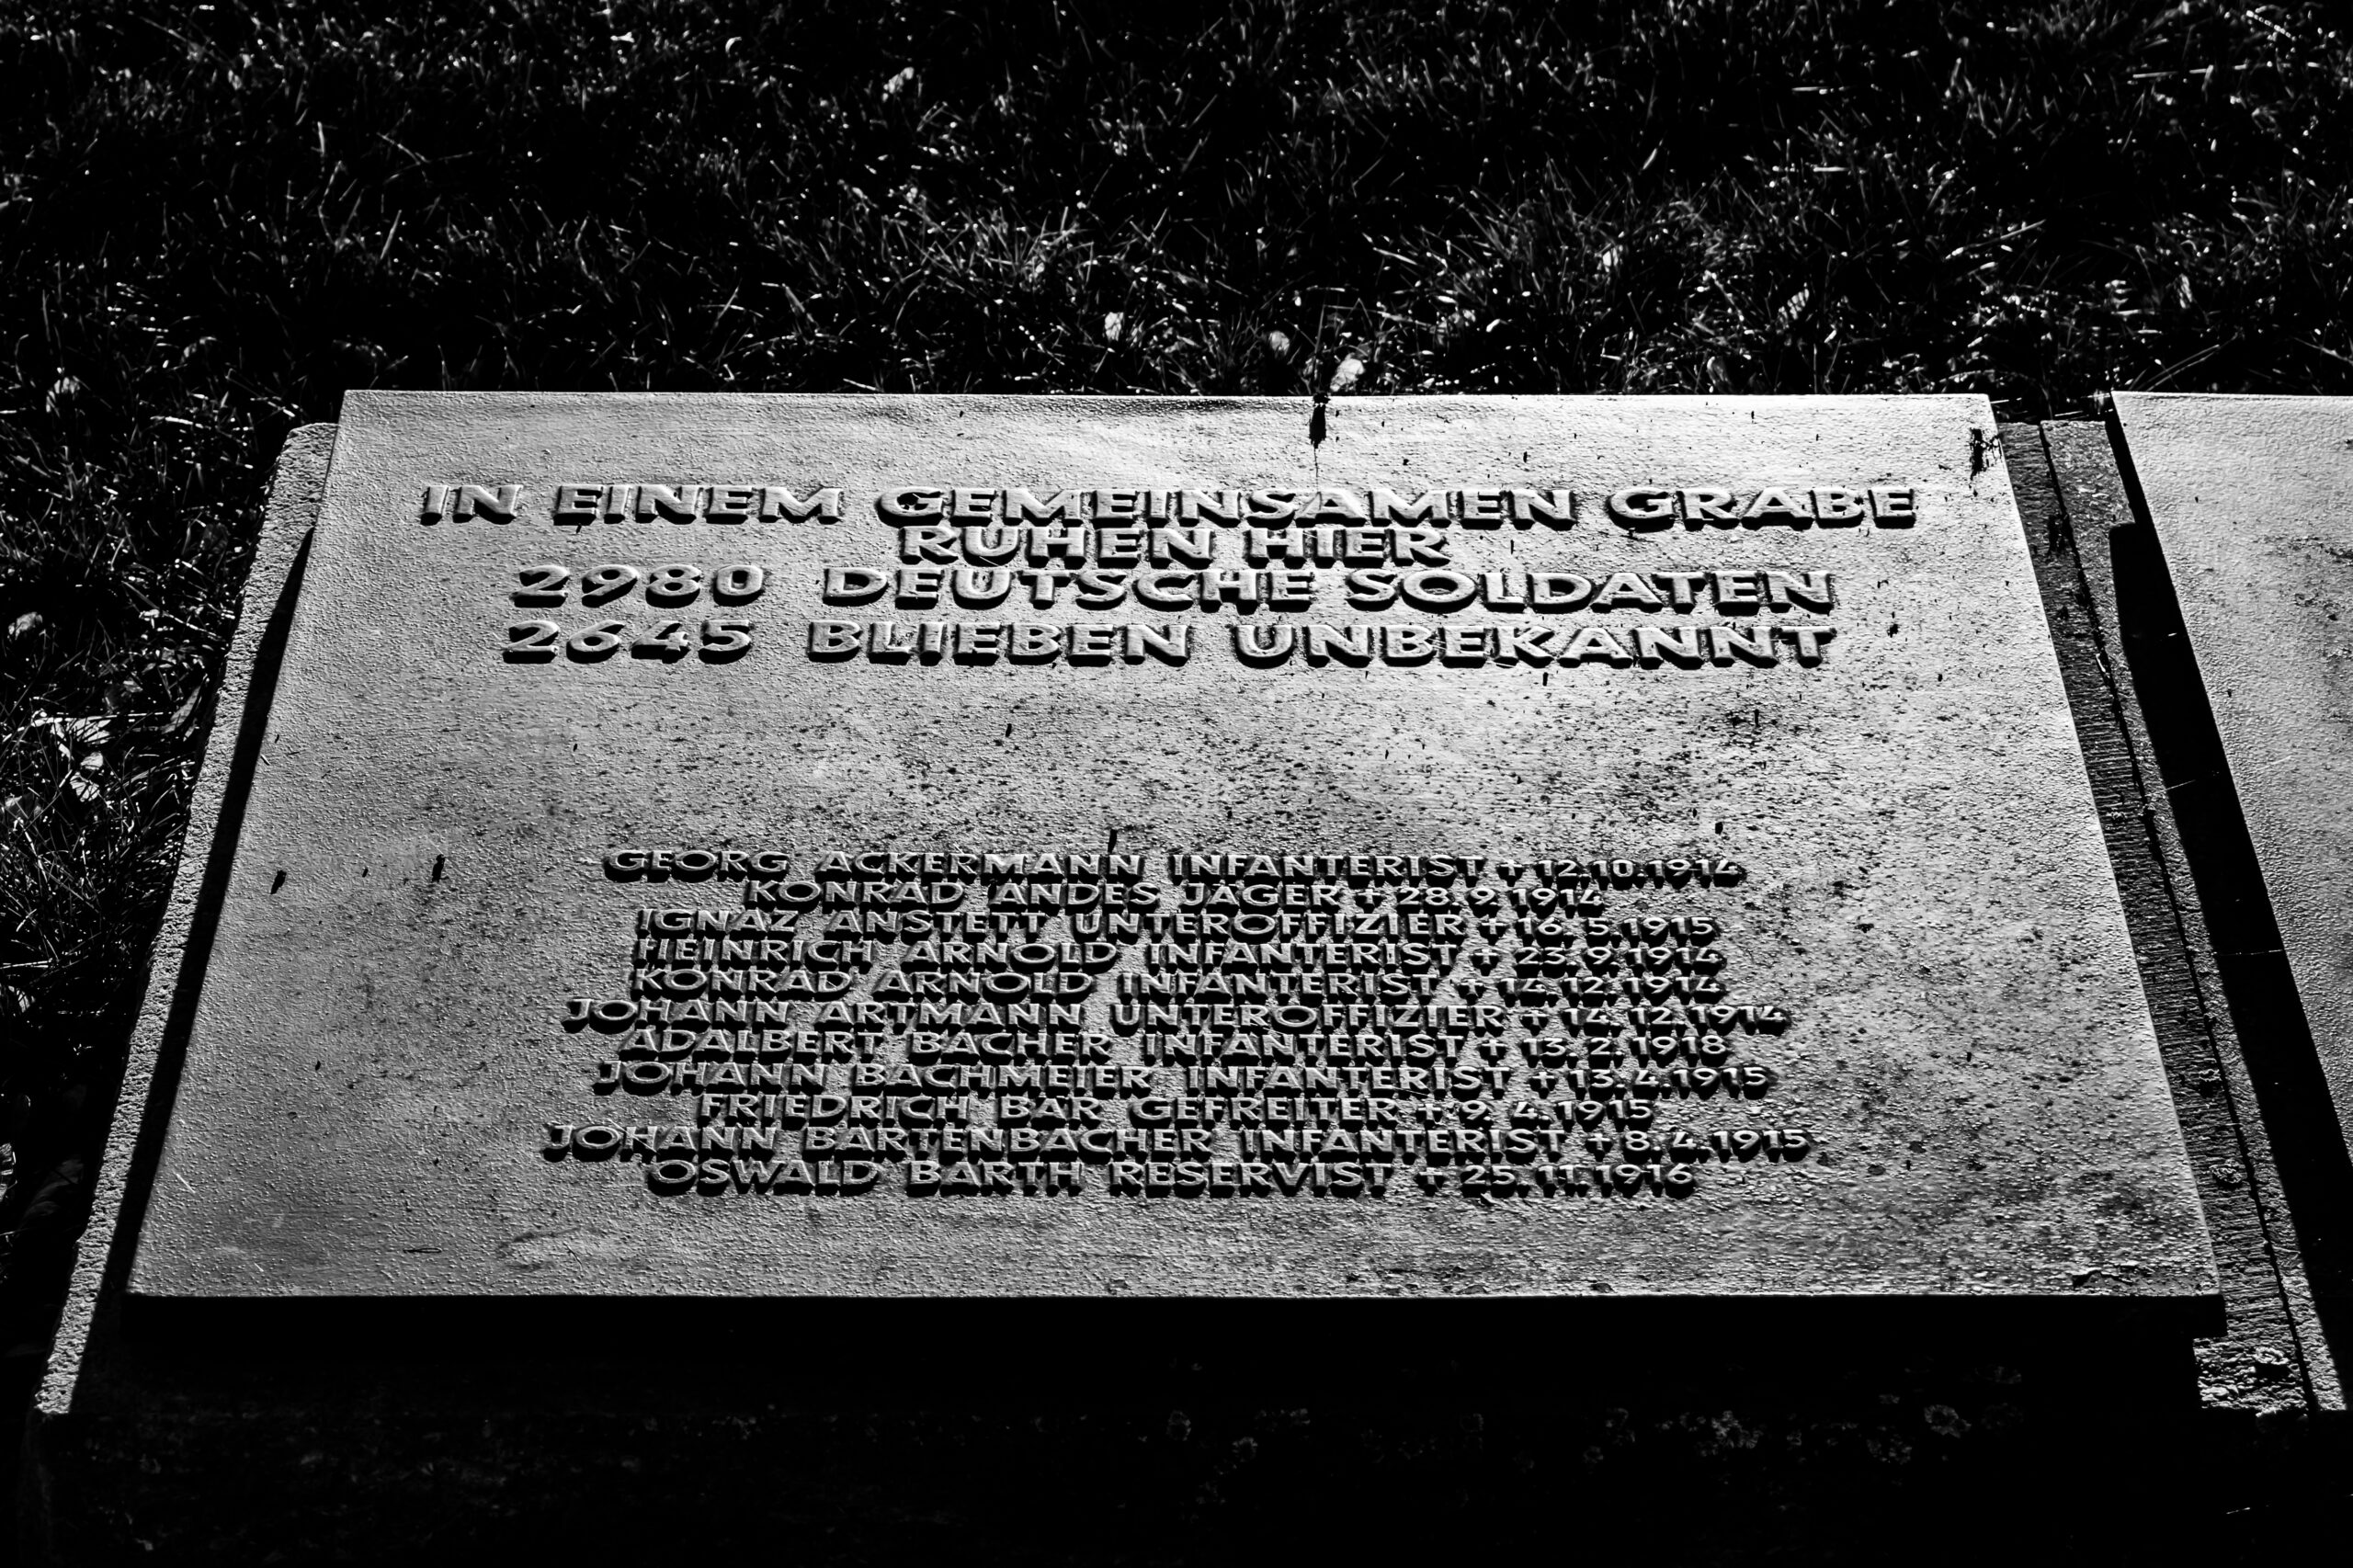 IN EINEM GEMEINSAMEN GRABE
RUHEN HIER
2980 DEUTSCHE SOLDATEN
2645 BLIEBEN UNBEKANNT
GEORG ACKERMANN INFANTERIST † 12.10.1914
KONRAD ANDES JÄGER † 28.9.1914
IGNAZ ANSTETT UNTEROFFIZIER † 16.5.1915
HEINRICH ARNOLD INFANTERIST † 23.9.1914
KONRAD ARNOLD INFANTERIST † 14.12.1914
JOHANN ARTMANN UNTEROFFIZIER † 14.12.1914
ADALBERT BACHER INFANTERIST † 13.2.1918
JOHANN BACHMEIER INFANTERIST † 13.4.1915
FRIEDRICH BÄR GEFREITER † 9.4.1915
JOHANN BARTENBACHER INFANTERIST † 8.4.1915
OSWALD BARTH RESERVIST † 25.11.1916